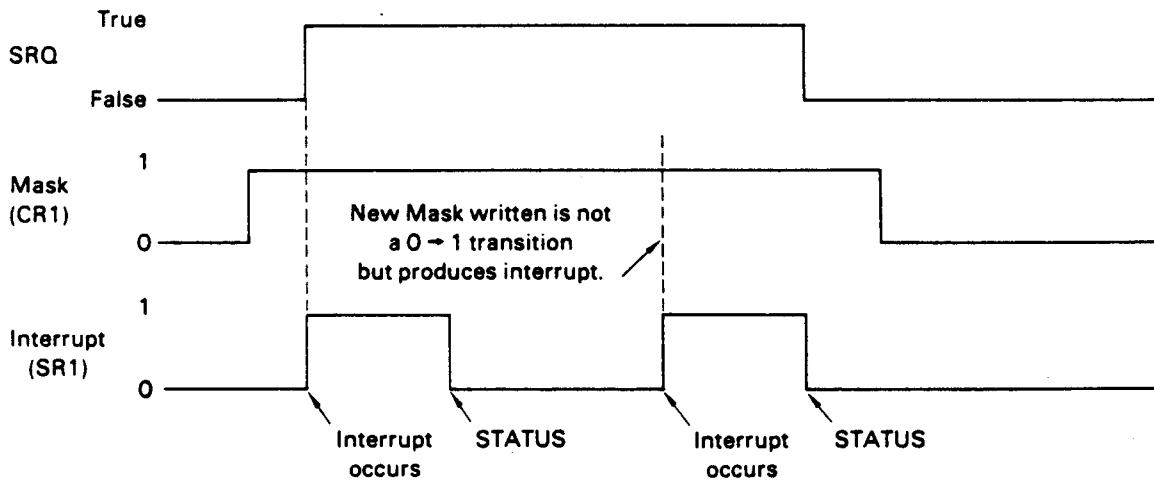 True
SRQ
False
1
Mask
(CR1)
0
New Mask written is not
a 0 → 1 transition
but produces interrupt.
1
Interrupt
(SR1)
0
Interrupt
occurs
STATUS
Interrupt
occurs
STATUS